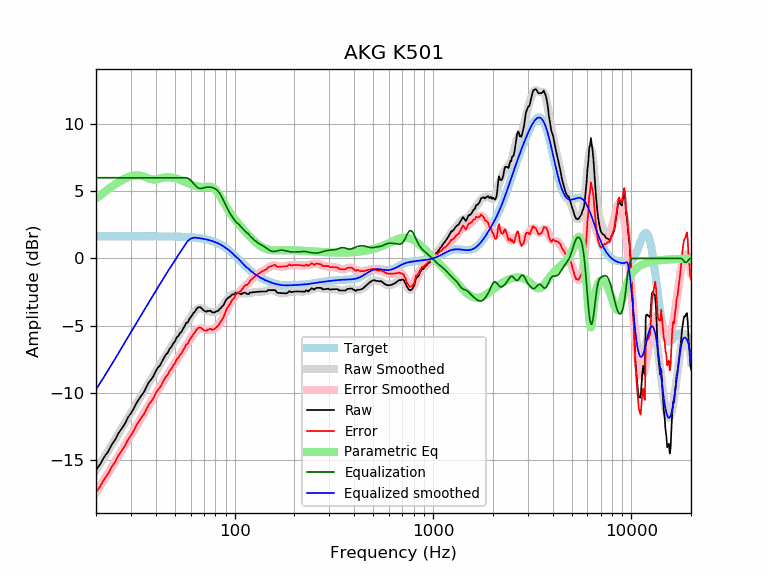 AKG K501
Amplitude (dBr)
10
5
0
−5
−10
−15
Target
Raw Smoothed
Error Smoothed
Raw
Error
Parametric Eq
Equalization
Equalized smoothed
100
1000
10000
Frequency (Hz)